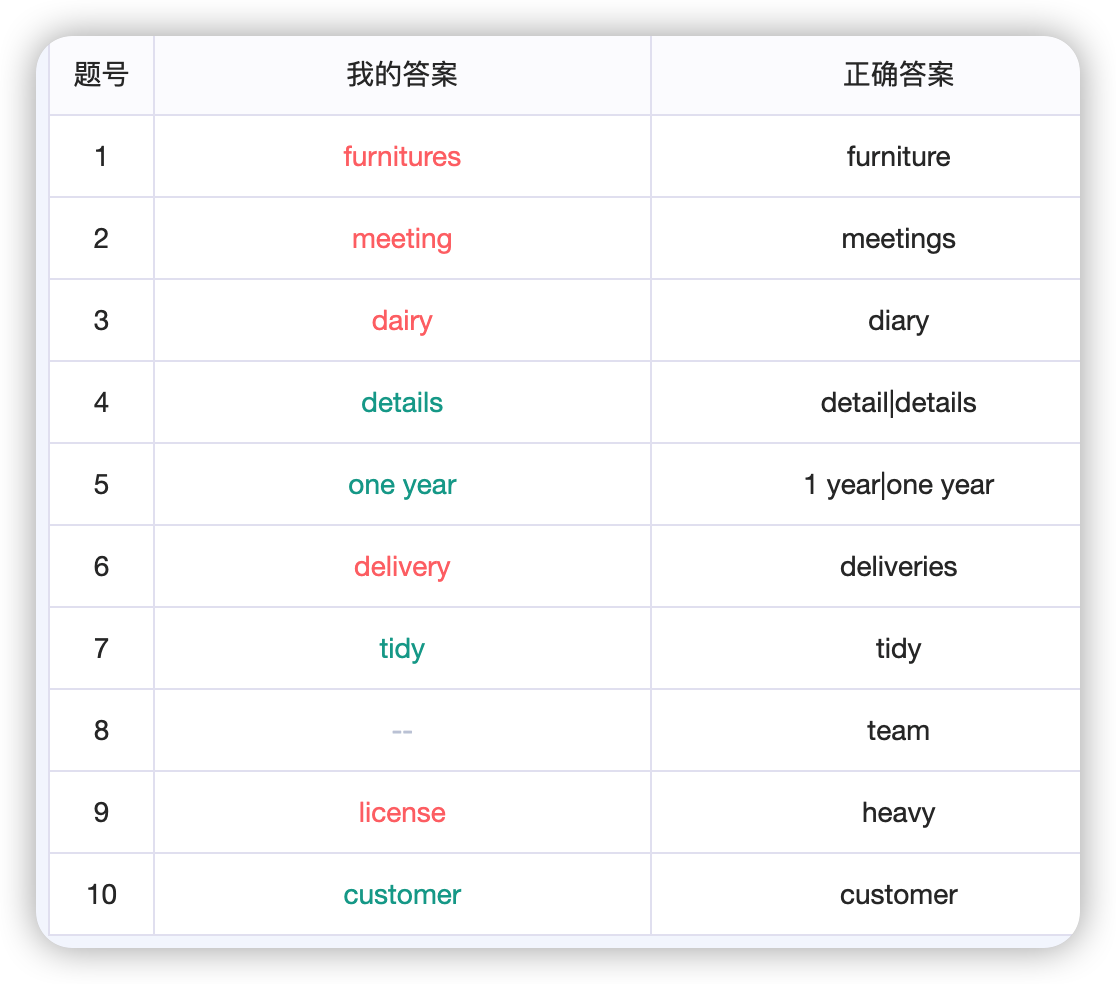 题号 我的答案 正确答案
1 furnitures furniture
2 meeting meetings
3 dairy diary
4 details detail|details
5 one year 1 year|one year
6 delivery deliveries
7 tidy tidy
8 -- team
9 license heavy
10 customer customer